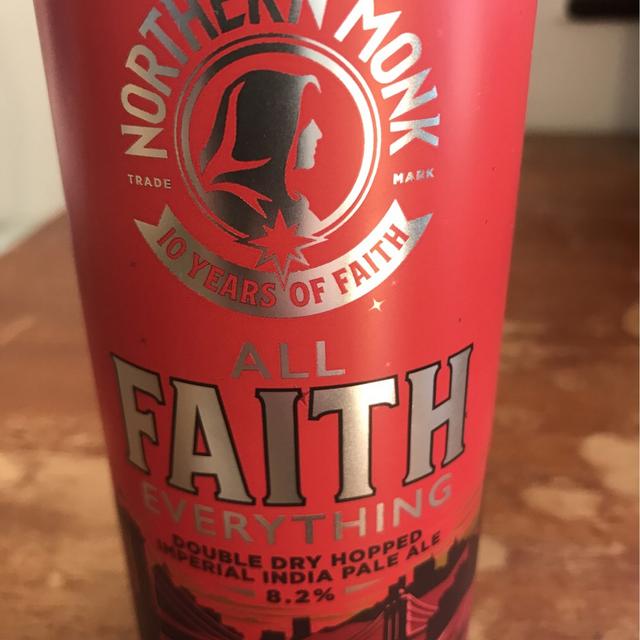 NORTHERN MONK
TRADE MARK
10 YEARS OF FAITH
ALL
FAITH
EVERYTHING
DOUBLE DRY HOPPED
IMPERIAL INDIA PALE ALE
8.2%